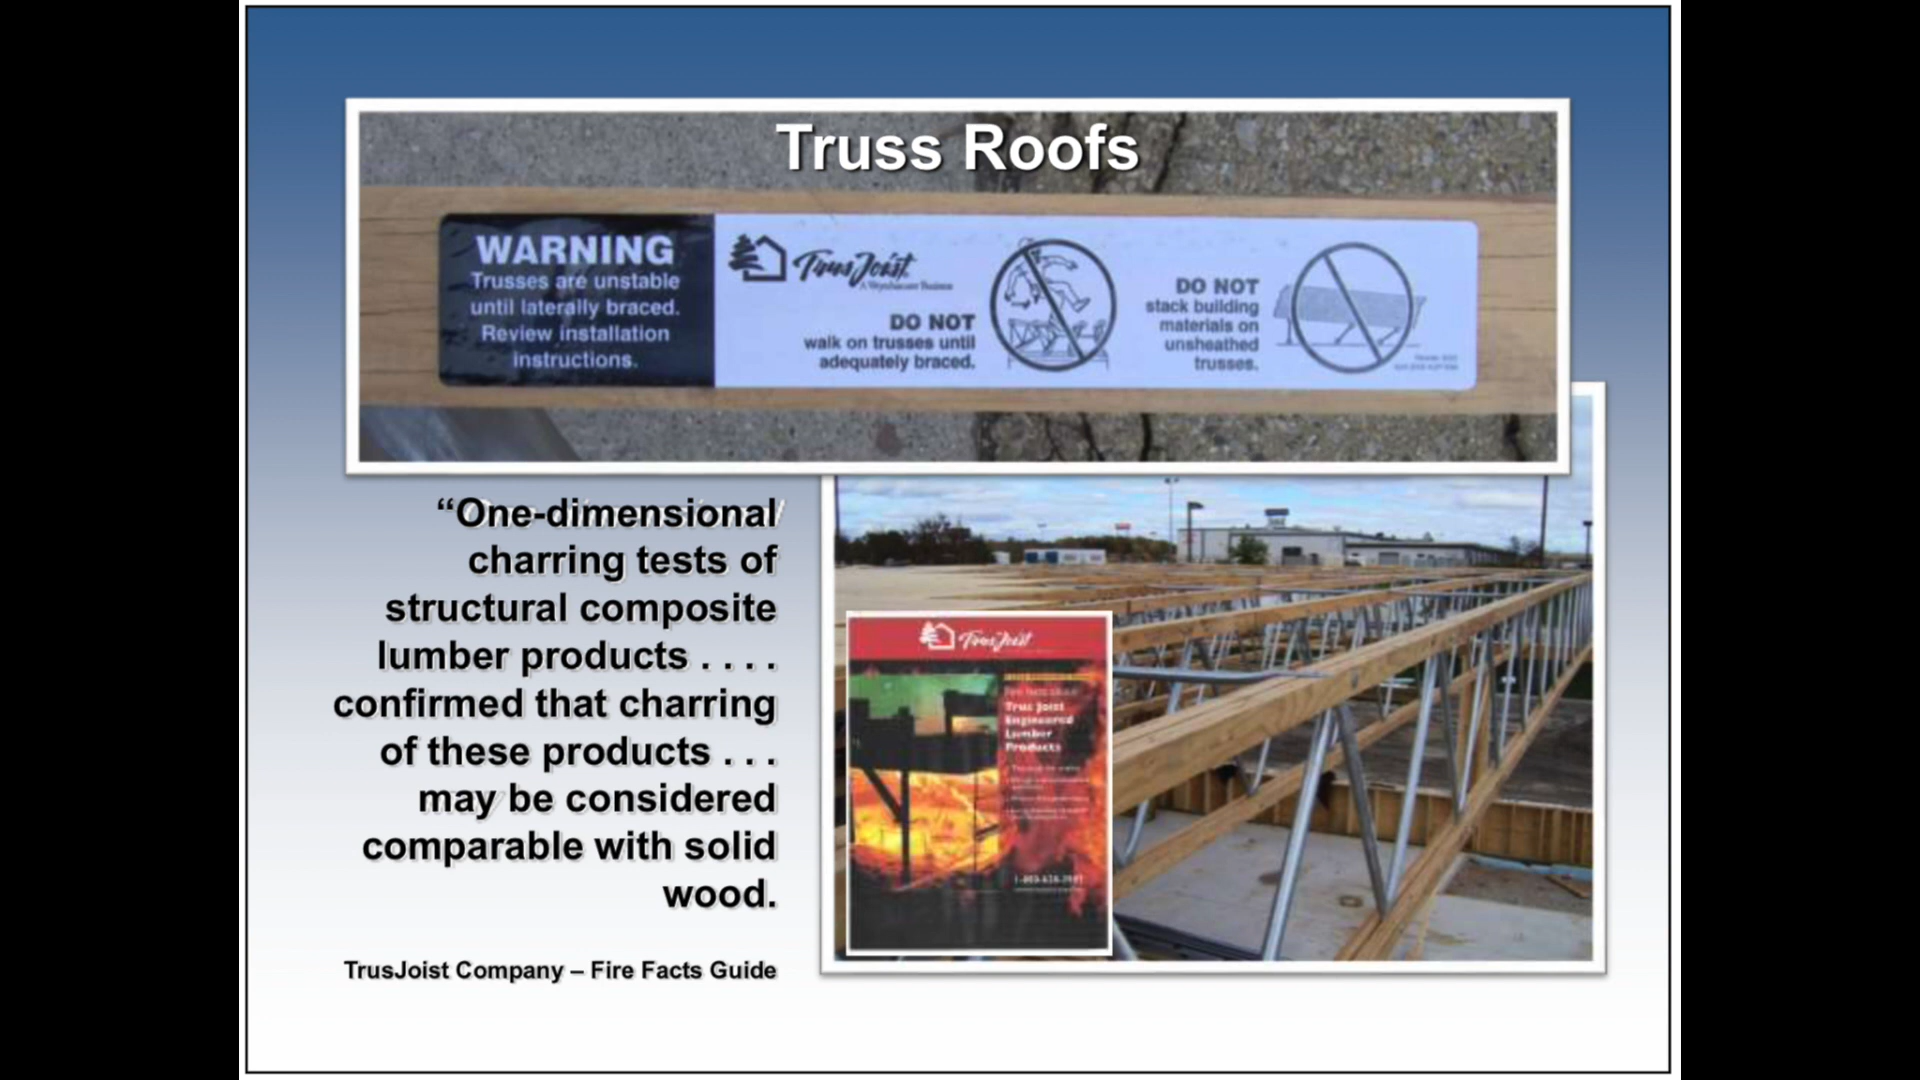 Truss Roofs
WARNING
Trusses are unstable
until laterally braced.
Review installation
instructions.
TrusJoist
A Weyerhaeuser Business
DO NOT
walk on trusses until
adequately braced.
DO NOT
stack building
materials on
unsheathed
trusses.
“One-dimensional
charring tests of
structural composite
lumber products . . . .
confirmed that charring
of these products . . .
may be considered
comparable with solid
wood.
TrusJoist Company – Fire Facts Guide
TrusJoist
Trus Joist
Engineered
Lumber
Products